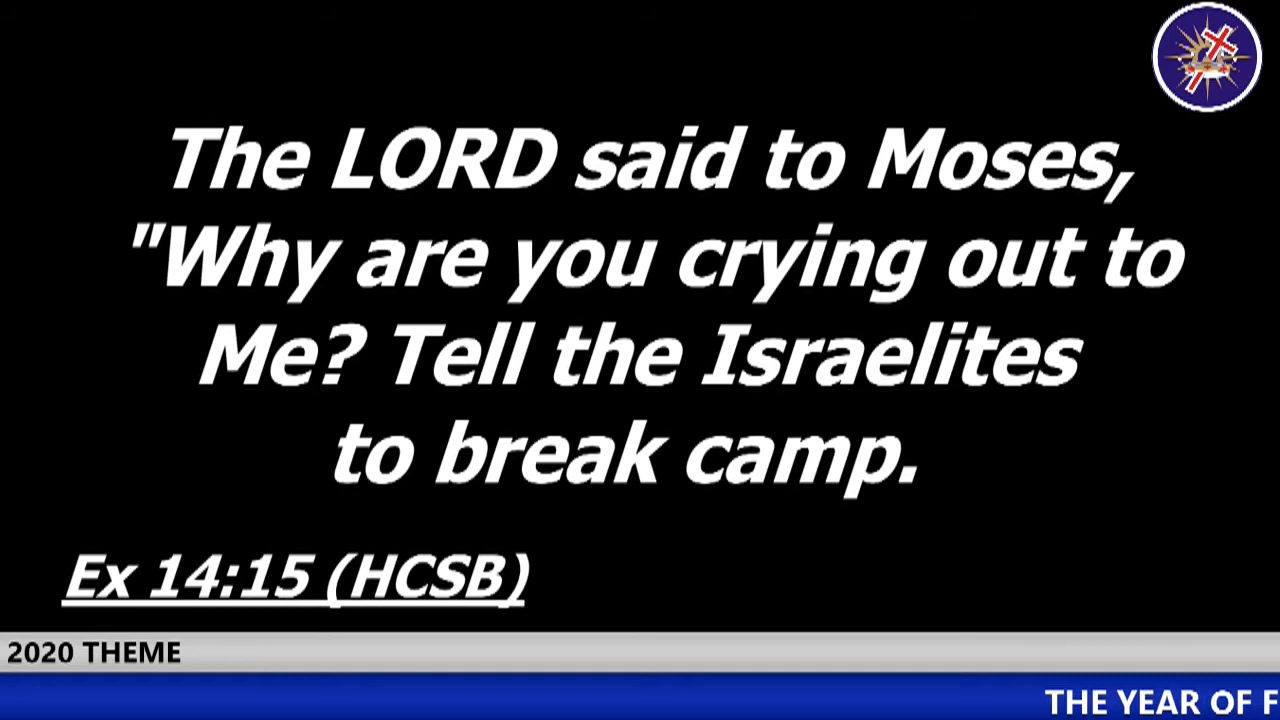 The LORD said to Moses,
"Why are you crying out to
Me? Tell the Israelites
to break camp.
Ex 14:15 (HCSB)
2020 THEME
THE YEAR OF F